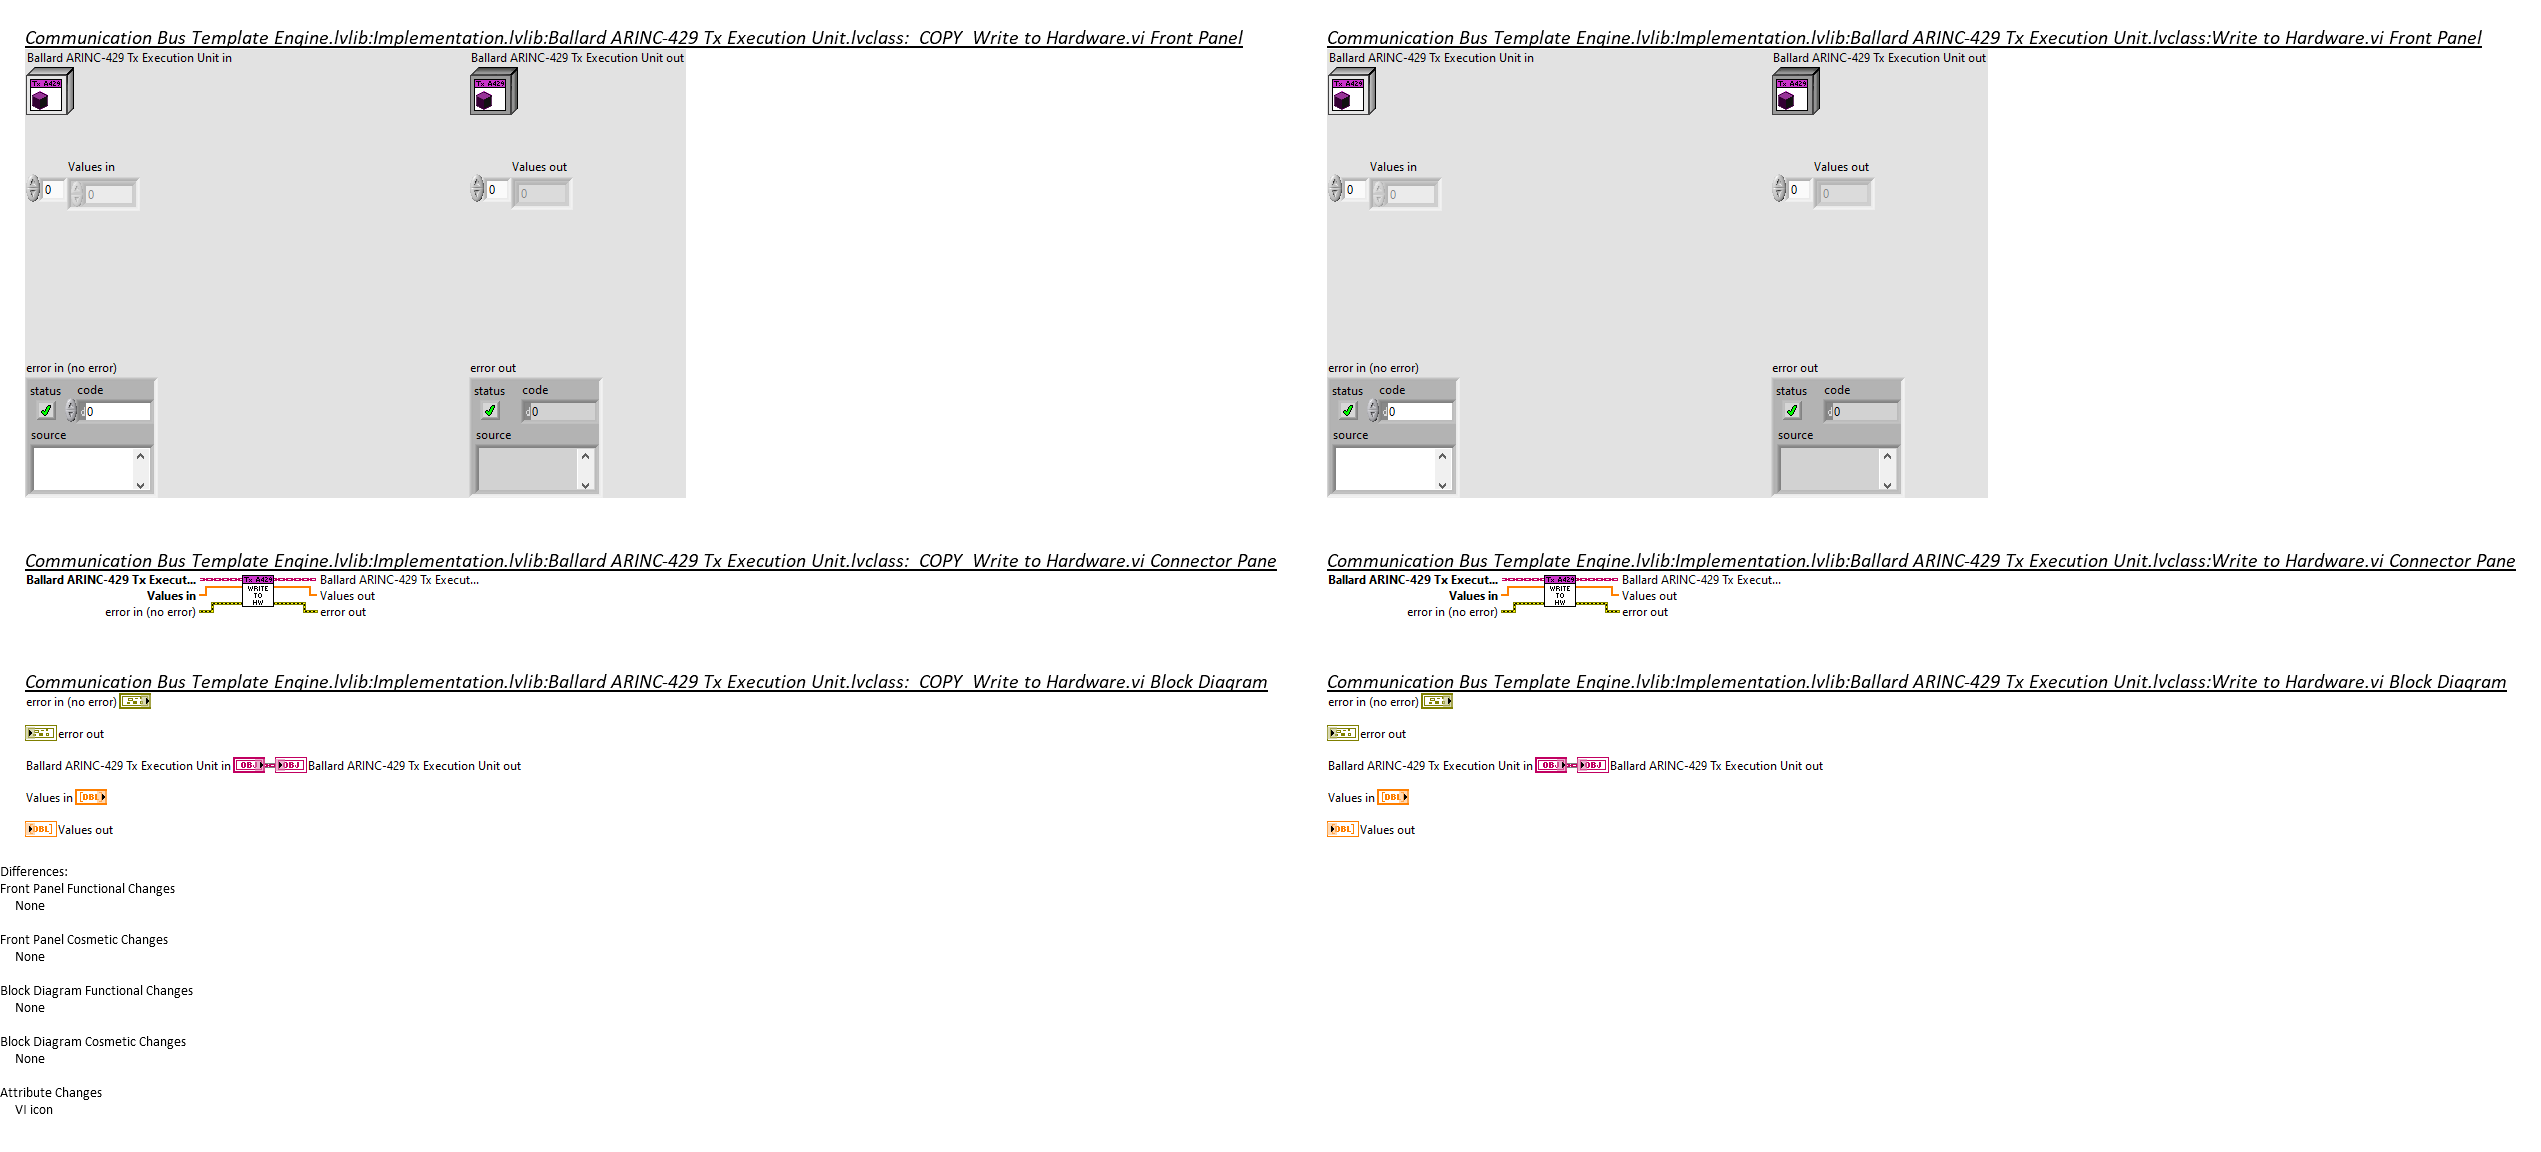 Communication Bus Template Engine.lvlib:Implementation.lvlib:Ballard ARINC-429 Tx Execution Unit.lvclass:  COPY  Write to Hardware.vi Front Panel
Ballard ARINC-429 Tx Execution Unit in
Ballard ARINC-429 Tx Execution Unit out
Tx A429
Tx A429
Values in
Values out
0
0
0
0
error in (no error)
error out
status code
status code
d0
d0
source
source
Communication Bus Template Engine.lvlib:Implementation.lvlib:Ballard ARINC-429 Tx Execution Unit.lvclass:Write to Hardware.vi Front Panel
Ballard ARINC-429 Tx Execution Unit in
Ballard ARINC-429 Tx Execution Unit out
Tx A429
Tx A429
Values in
Values out
0
0
0
0
error in (no error)
error out
status code
status code
d0
d0
source
source
Communication Bus Template Engine.lvlib:Implementation.lvlib:Ballard ARINC-429 Tx Execution Unit.lvclass:  COPY  Write to Hardware.vi Connector Pane
Ballard ARINC-429 Tx Execut...
Values in
error in (no error)
Tx A429
WRITE
TO
HW
Ballard ARINC-429 Tx Execut...
Values out
error out
Communication Bus Template Engine.lvlib:Implementation.lvlib:Ballard ARINC-429 Tx Execution Unit.lvclass:Write to Hardware.vi Connector Pane
Ballard ARINC-429 Tx Execut...
Values in
error in (no error)
Tx A429
WRITE
TO
HW
Ballard ARINC-429 Tx Execut...
Values out
error out
Communication Bus Template Engine.lvlib:Implementation.lvlib:Ballard ARINC-429 Tx Execution Unit.lvclass:  COPY  Write to Hardware.vi Block Diagram
error in (no error)
error out
Ballard ARINC-429 Tx Execution Unit in OBJ OBJ Ballard ARINC-429 Tx Execution Unit out
Values in [DBL
DBL] Values out
Communication Bus Template Engine.lvlib:Implementation.lvlib:Ballard ARINC-429 Tx Execution Unit.lvclass:Write to Hardware.vi Block Diagram
error in (no error)
error out
Ballard ARINC-429 Tx Execution Unit in OBJ OBJ Ballard ARINC-429 Tx Execution Unit out
Values in [DBL
DBL] Values out
Differences:
Front Panel Functional Changes
None
Front Panel Cosmetic Changes
None
Block Diagram Functional Changes
None
Block Diagram Cosmetic Changes
None
Attribute Changes
VI icon